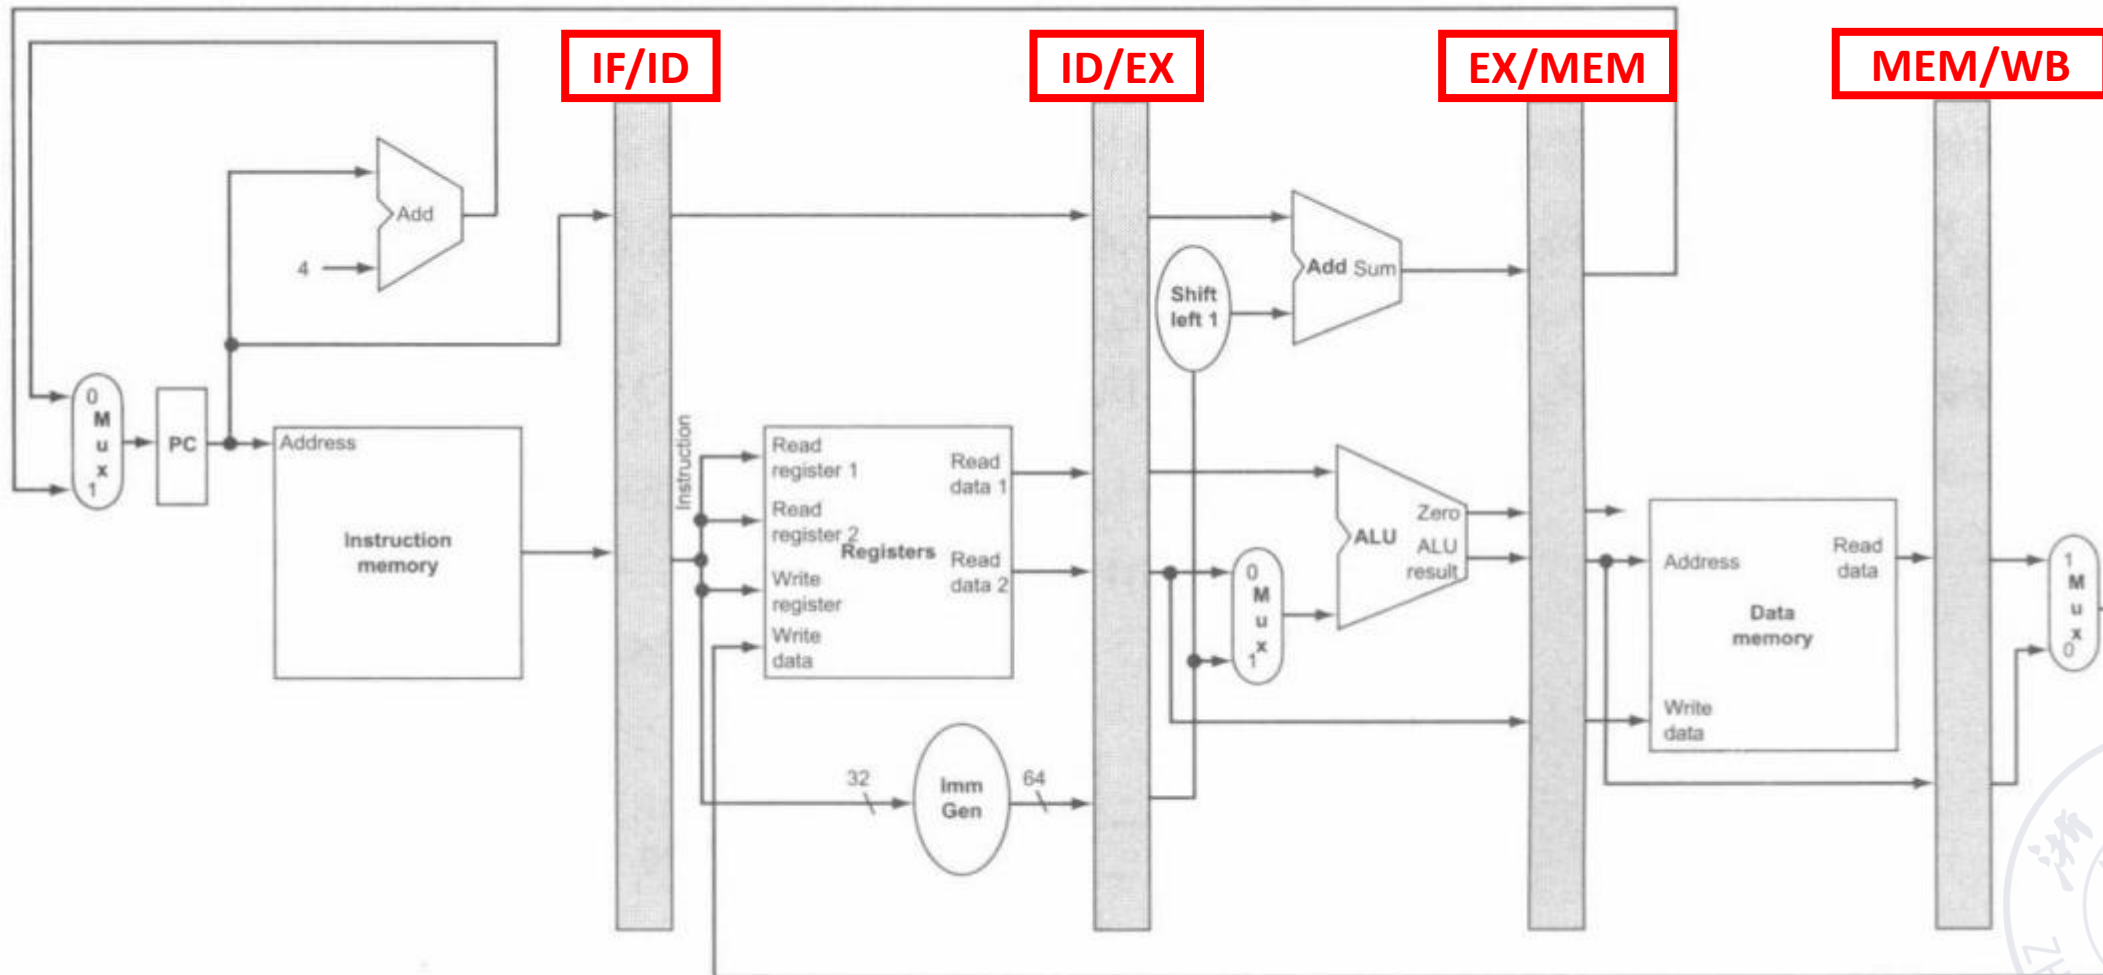 IF/ID
ID/EX
EX/MEM
MEM/WB
Add
4
Add Sum
Shift
left 1
0
M
u
x
1
PC
Address
Instruction
memory
Instruction
Read
register 1
Read
register 2
Write
register
Write
data
Registers
Read
data 1
Read
data 2
32
Imm
Gen
64
0
M
u
x
1
Zero
ALU
ALU
result
Address
Read
data
Data
memory
Write
data
1
M
u
x
0
浙
ZH